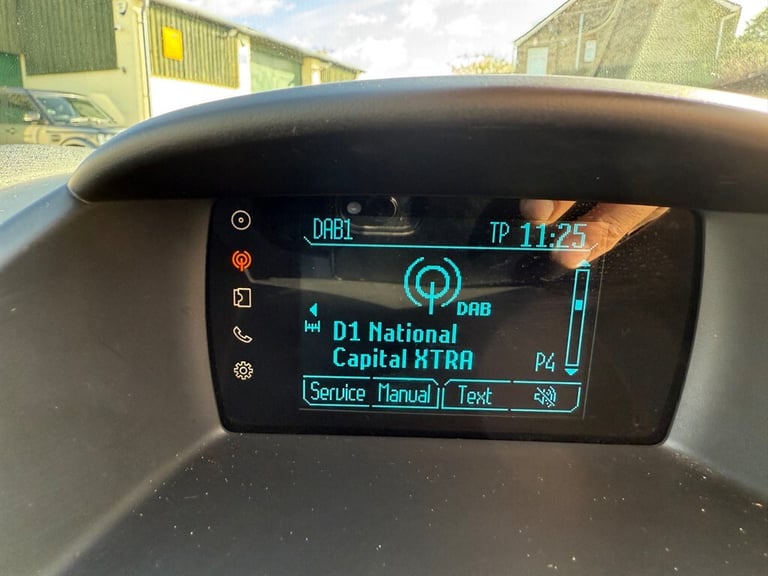 DAB1 TP 11:25
DAB
D1 National
Capital XTRA P4
Service Manual Text